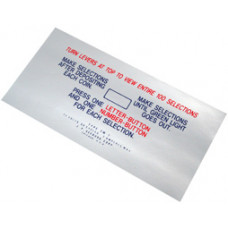 TURN LEVERS AT TOP TO VIEW ENTIRE 100 SELECTIONS
MAKE SELECTIONS
AFTER DEPOSITING
EACH COIN.
MAKE SELECTIONS
UNTIL GREEN LIGHT
GOES OUT.
PRESS ONE LETTER-BUTTON
AND ONE NUMBER-BUTTON
FOR EACH SELECTION.